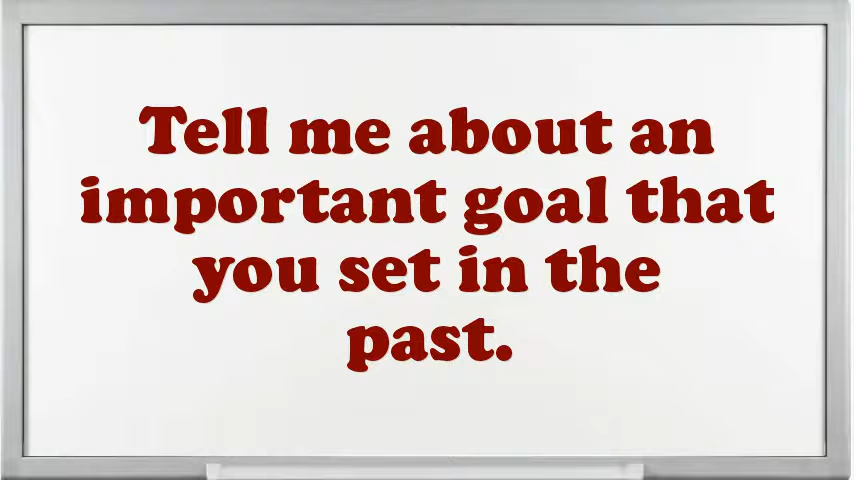 Tell me about an
important goal that
you set in the
past.